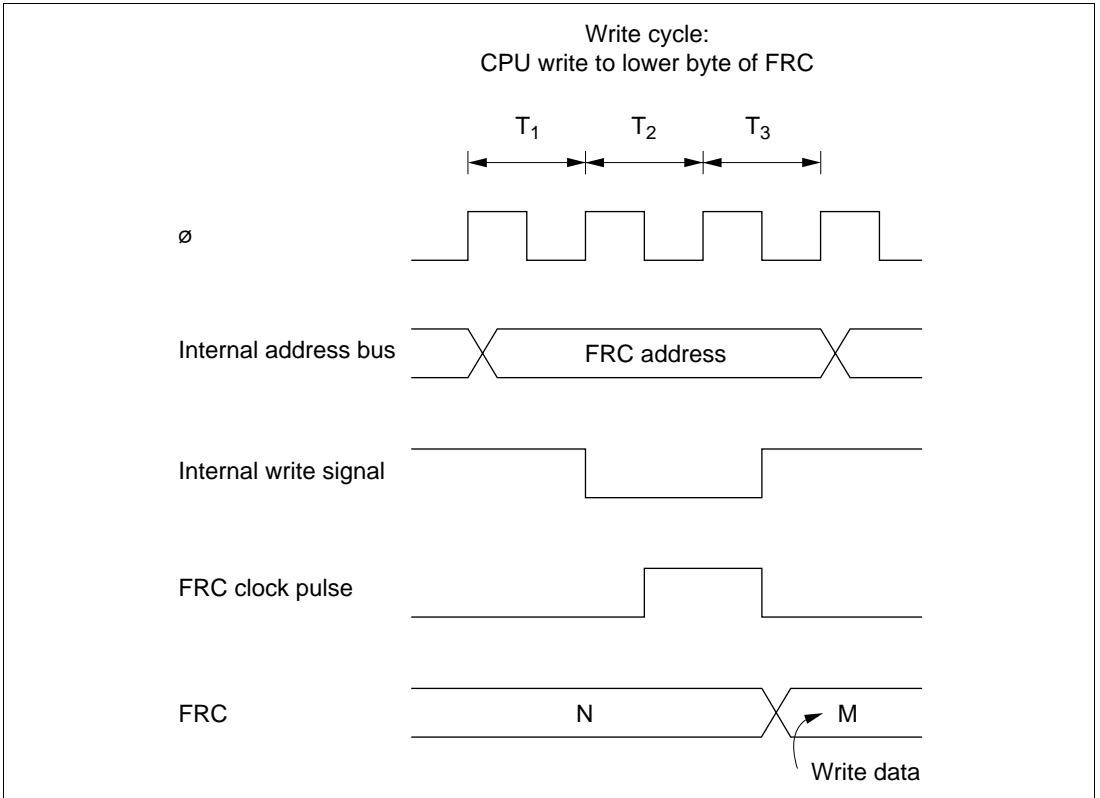 Write cycle:
CPU write to lower byte of FRC
T1 T2 T3
ø
Internal address bus
FRC address
Internal write signal
FRC clock pulse
FRC
N
M
Write data